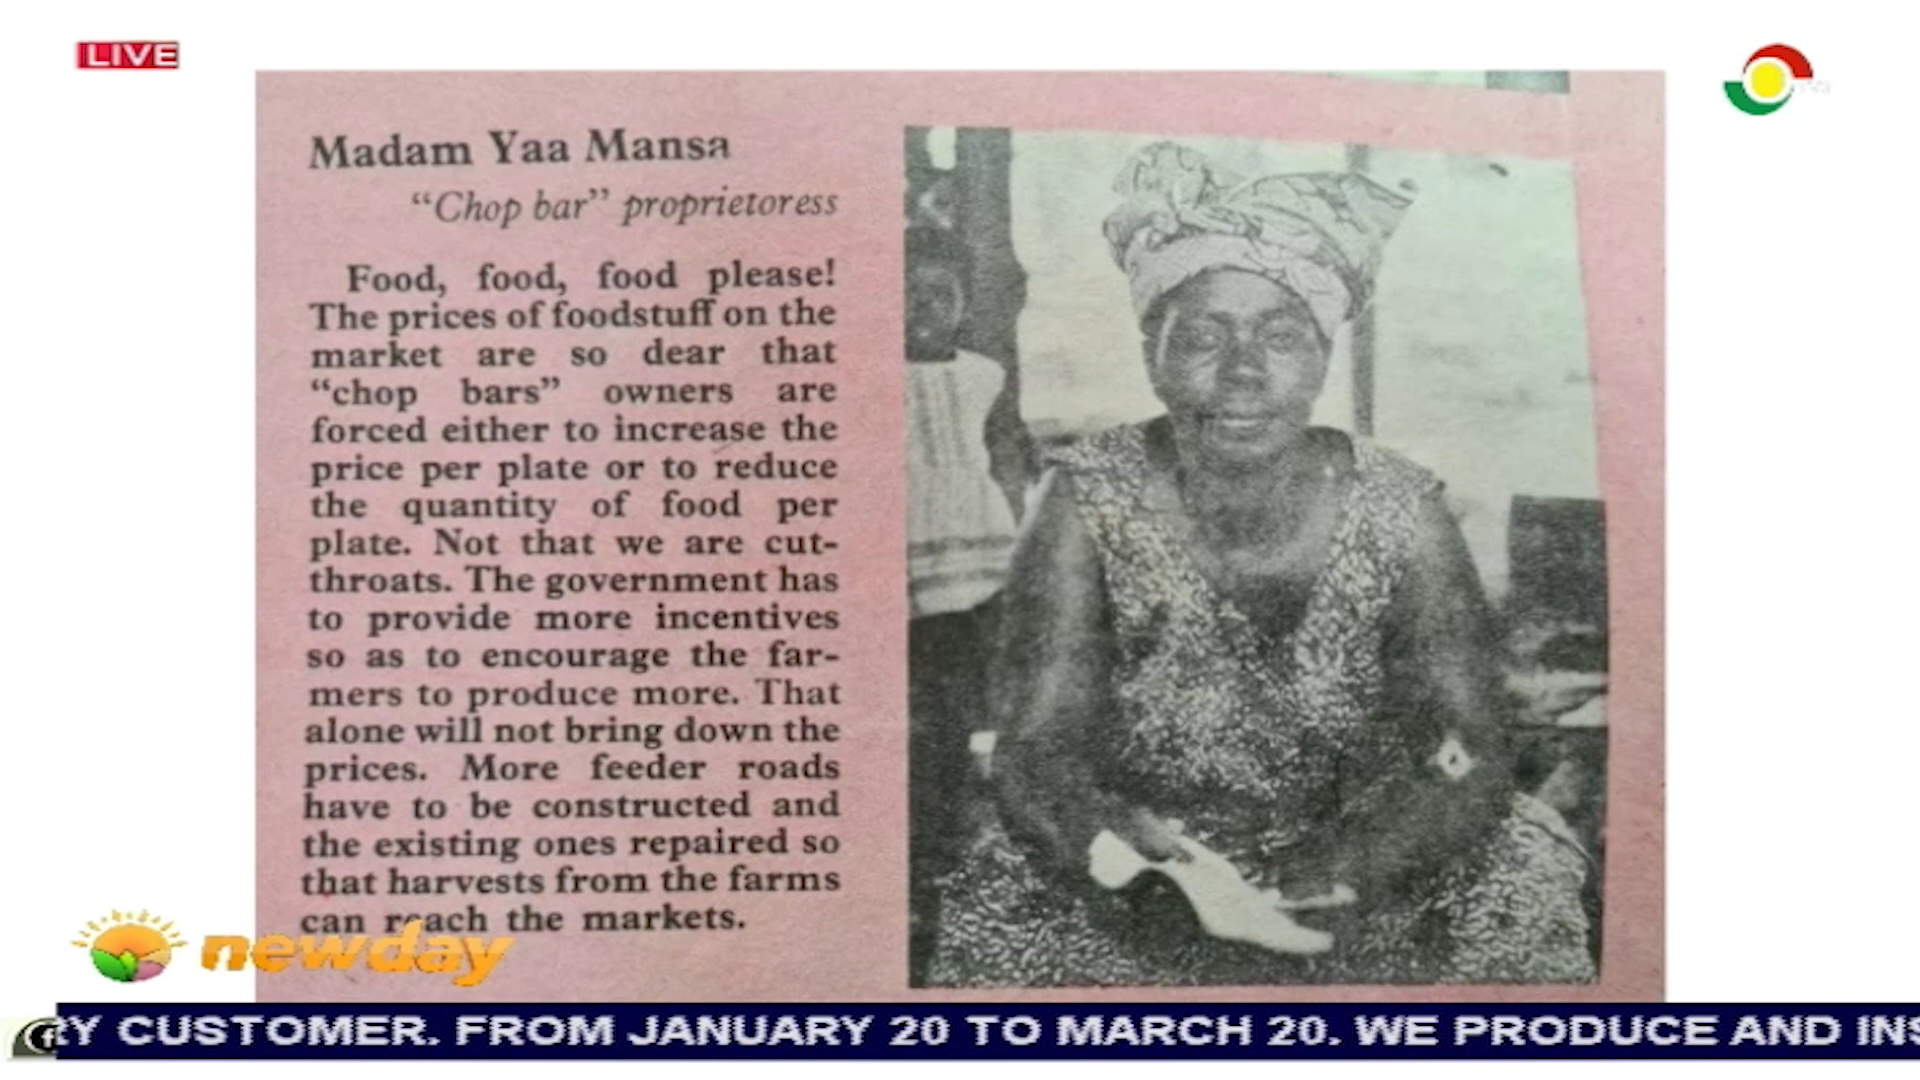 LIVE
Madam Yaa Mansa
"Chop bar" proprietoress
Food, food, food please!
The prices of foodstuff on the
market are so dear that
"chop bars" owners are
forced either to increase the
price per plate or to reduce
the quantity of food per
plate. Not that we are cut-
throats. The government has
to provide more incentives
so as to encourage the far-
mers to produce more. That
alone will not bring down the
prices. More feeder roads
have to be constructed and
the existing ones repaired so
that harvests from the farms
can reach the markets.
newday
RY CUSTOMER. FROM JANUARY 20 TO MARCH 20. WE PRODUCE AND INS